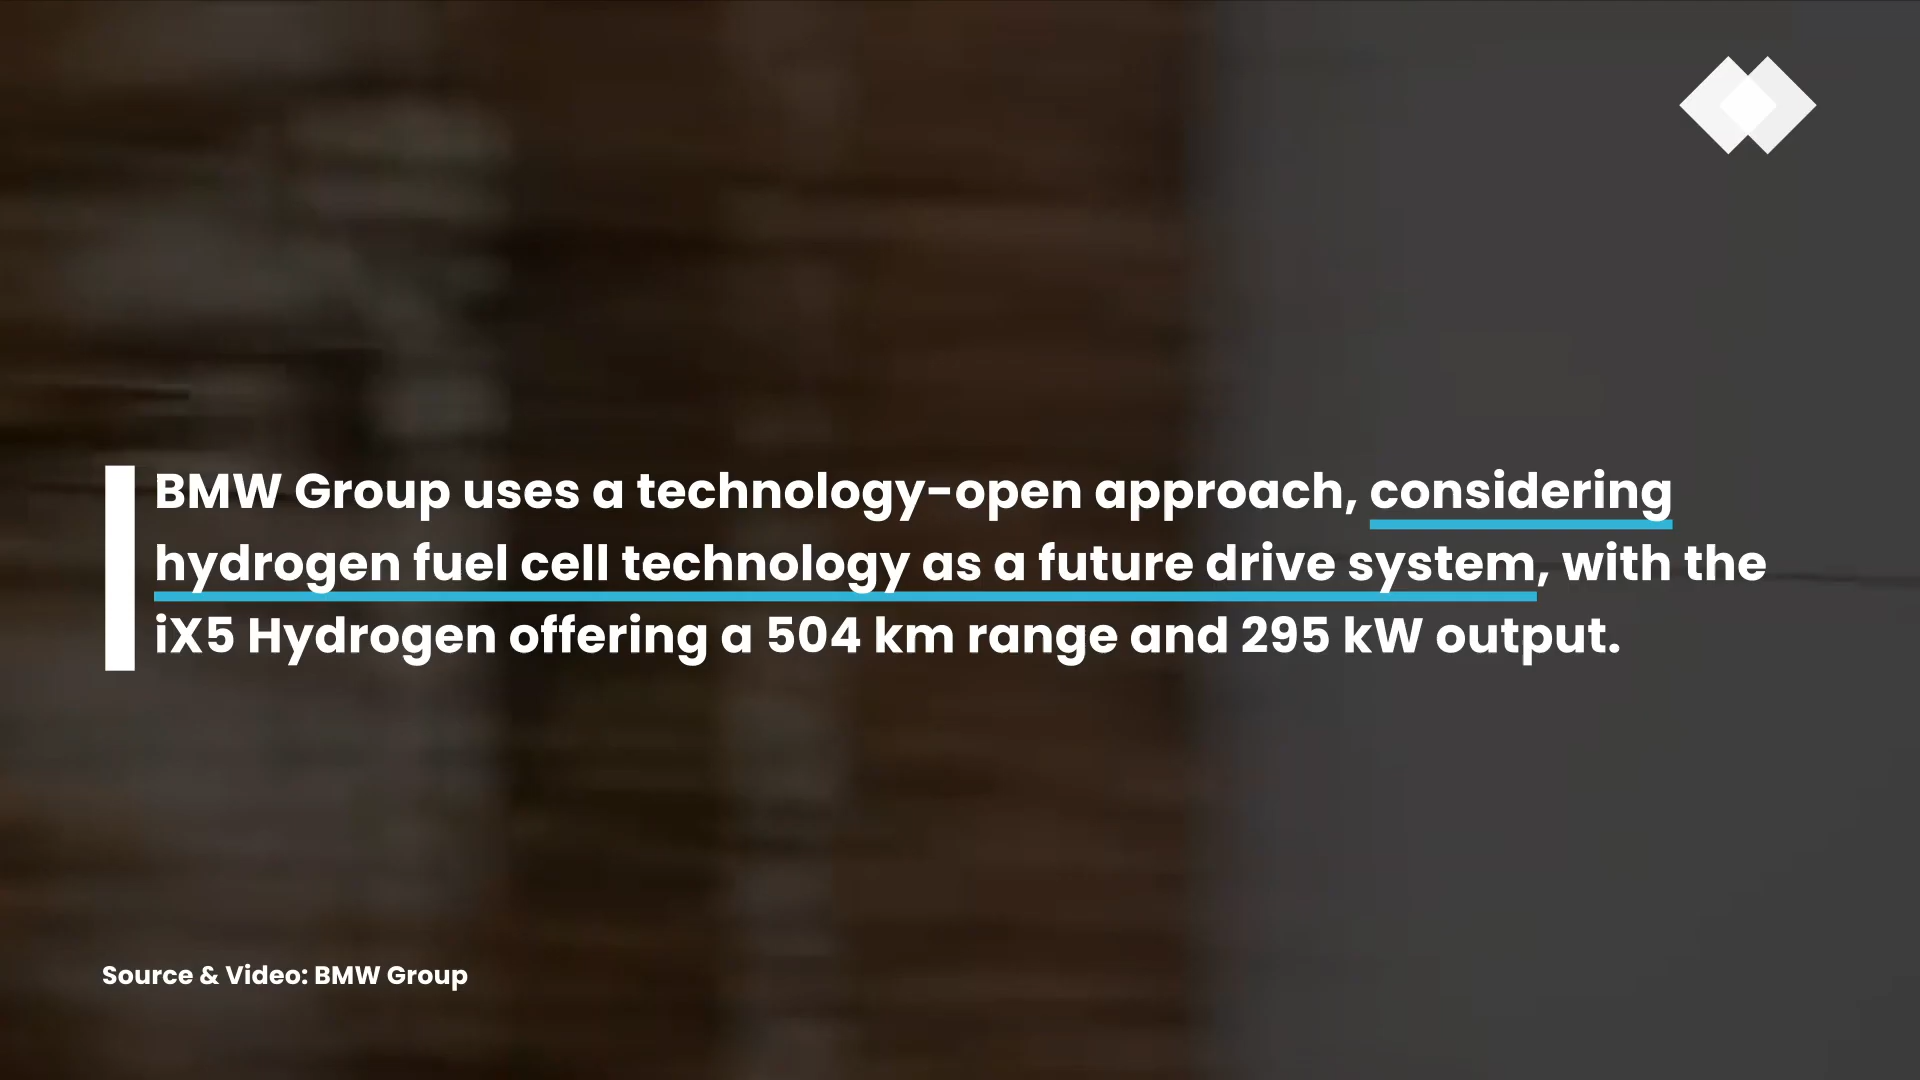 BMW Group uses a technology-open approach, considering
hydrogen fuel cell technology as a future drive system, with the
iX5 Hydrogen offering a 504 km range and 295 kW output.
Source & Video: BMW Group